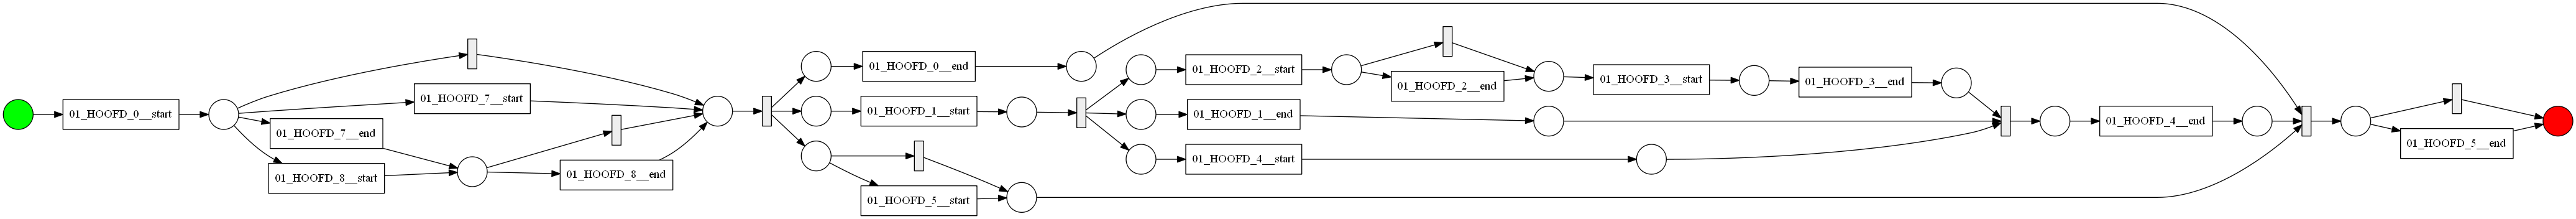 01_HOOFD_0__start
01_HOOFD_7__start
01_HOOFD_7__end
01_HOOFD_8__start
01_HOOFD_8__end
01_HOOFD_0__end
01_HOOFD_1__start
01_HOOFD_5__start
01_HOOFD_2__start
01_HOOFD_1__end
01_HOOFD_4__start
01_HOOFD_2__end
01_HOOFD_3__start
01_HOOFD_3__end
01_HOOFD_4__end
01_HOOFD_5__end